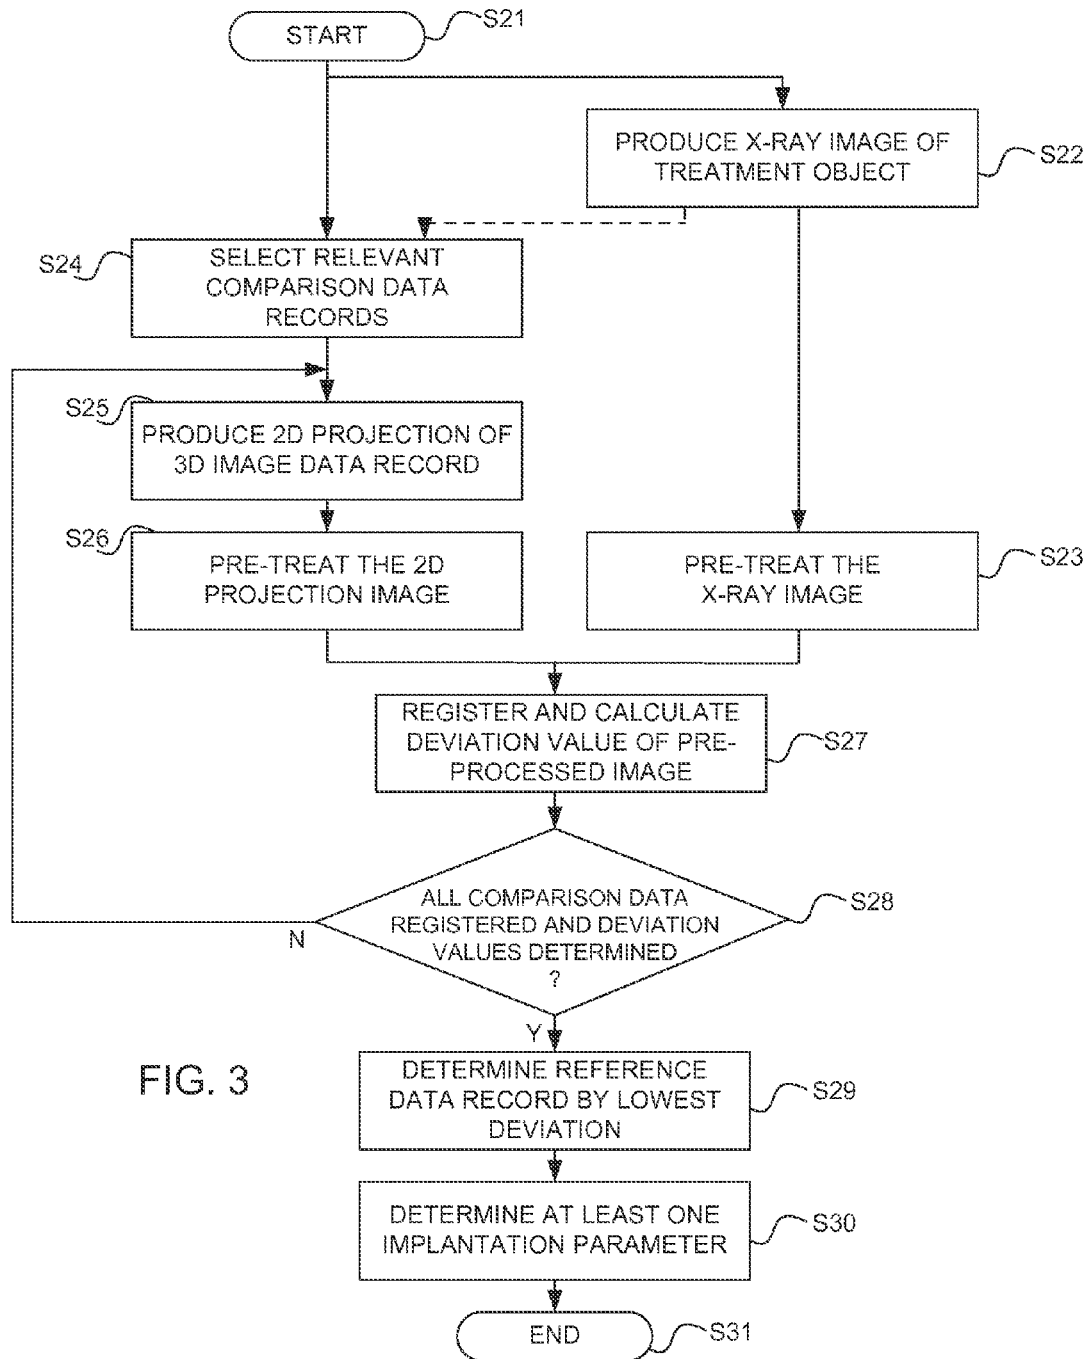 START
S21
PRODUCE X-RAY IMAGE OF
TREATMENT OBJECT
S22
S24
SELECT RELEVANT
COMPARISON DATA
RECORDS
S25
PRODUCE 2D PROJECTION OF
3D IMAGE DATA RECORD
S26
PRE-TREAT THE 2D
PROJECTION IMAGE
PRE-TREAT THE
X-RAY IMAGE
S23
REGISTER AND CALCULATE
DEVIATION VALUE OF PRE-
PROCESSED IMAGE
S27
ALL COMPARISON DATA
REGISTERED AND DEVIATION
VALUES DETERMINED
?
S28
N
Y
FIG. 3
DETERMINE REFERENCE
DATA RECORD BY LOWEST
DEVIATION
S29
DETERMINE AT LEAST ONE
IMPLANTATION PARAMETER
S30
END
S31